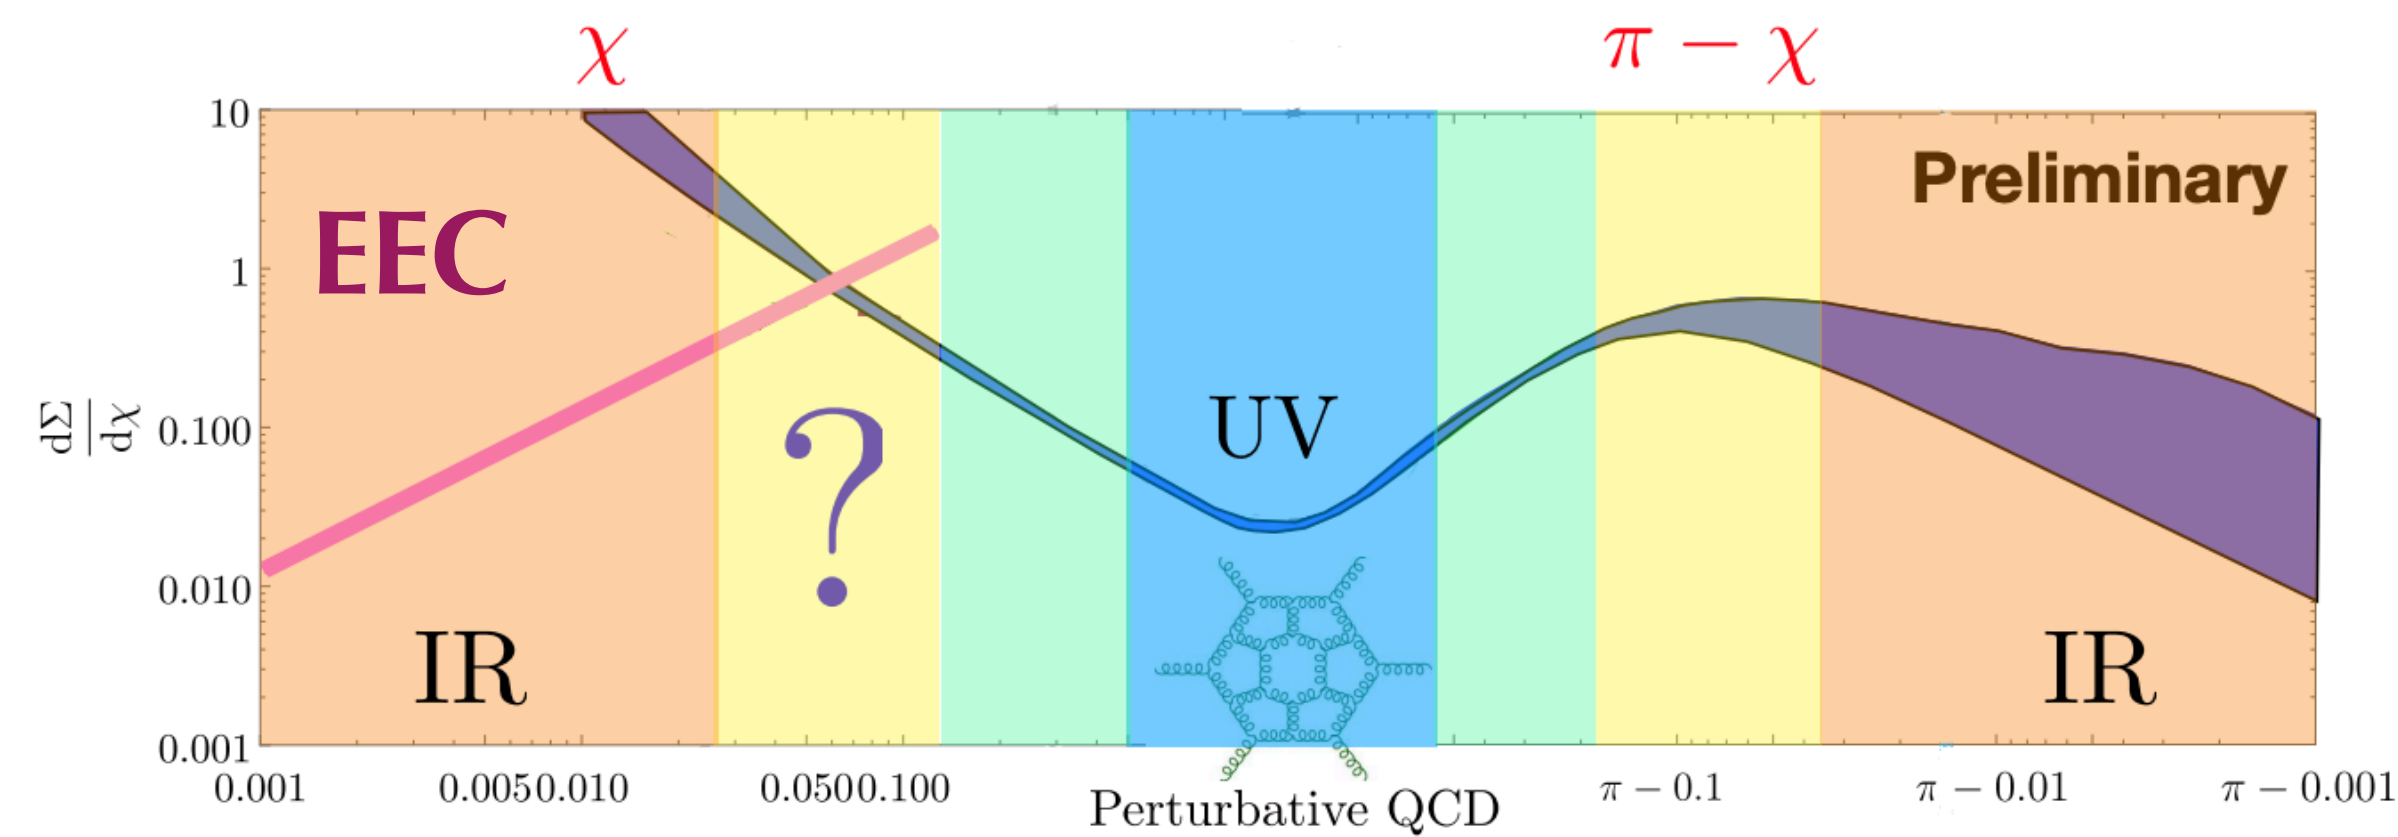 χ
π − χ
10
1
0.100
0.010
0.001
dΣ
dχ
EEC
?
UV
Preliminary
IR
IR
0.001
0.005 0.010
0.050 0.100
Perturbative QCD
π − 0.1
π − 0.01
π − 0.001